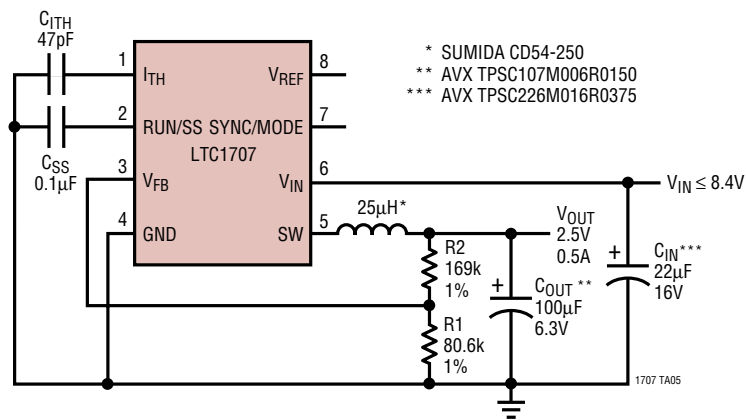 C_ITH
47pF
* SUMIDA CD54-250
** AVX TPSC107M006R0150
*** AVX TPSC226M016R0375
1 I_TH V_REF 8
2 RUN/SS SYNC/MODE 7
LTC1707
C_SS
0.1µF
3 V_FB V_IN 6
V_IN ≤ 8.4V
4 GND SW 5
25µH*
V_OUT
2.5V
0.5A
R2
169k
1%
+
C_OUT**
100µF
6.3V
+
C_IN***
22µF
16V
R1
80.6k
1%
1707 TA05